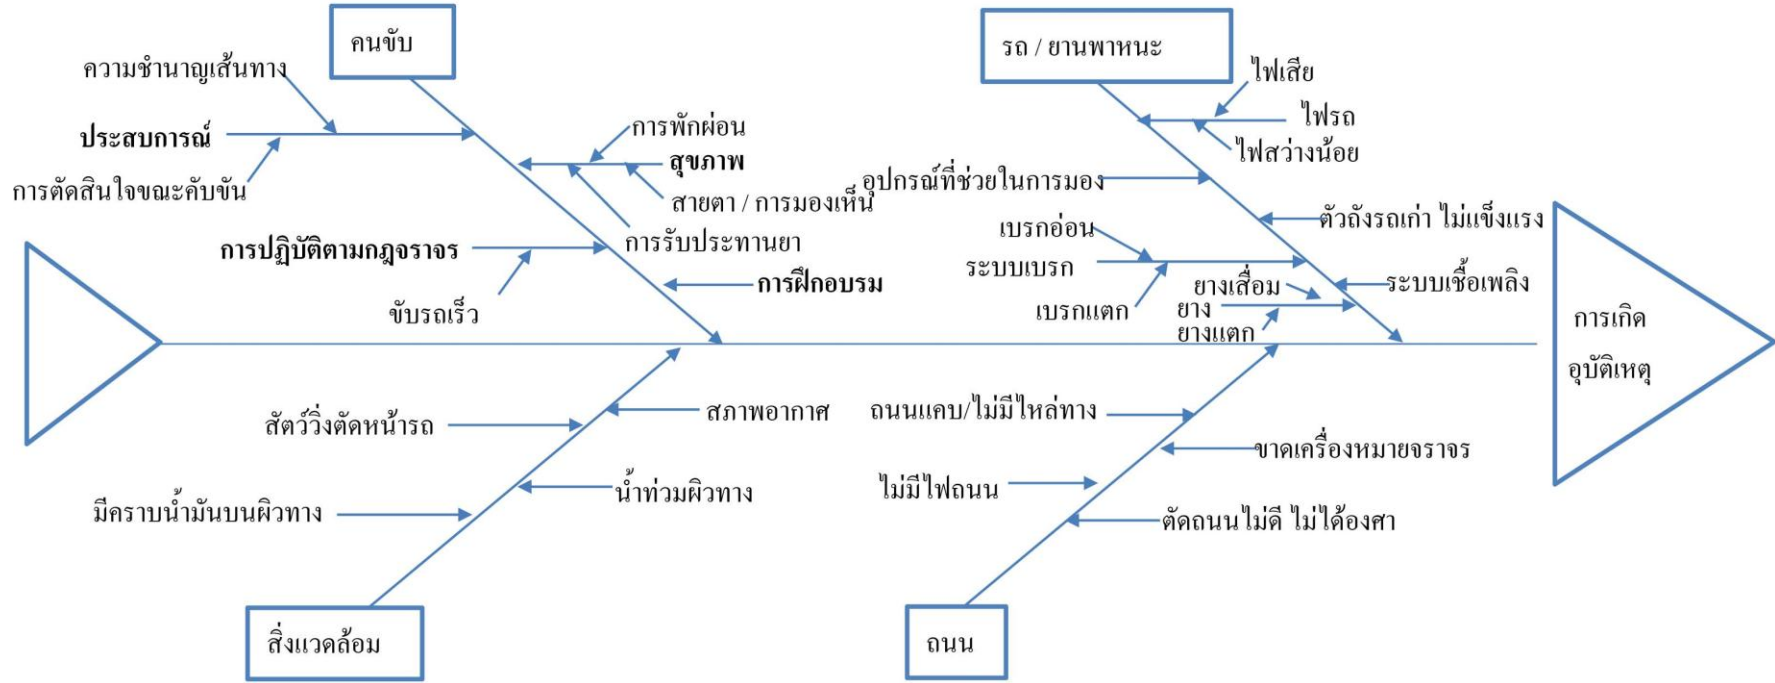 คนขับ
รถ / ยานพาหนะ
ความชำนาญเส้นทาง
ไฟเสีย
ประสบการณ์
การพักผ่อน
ไฟรถ
สุขภาพ
ไฟสว่างน้อย
การตัดสินใจขณะคับขัน
สายตา / การมองเห็น
อุปกรณ์ที่ช่วยในการมอง
ตัวถังรถเก่า ไม่แข็งแรง
การปฏิบัติตามกฎจราจร
การรับประทานยา
เบรกอ่อน
ระบบเบรก
การฝึกอบรม
ยางเสื่อม
ระบบเชื้อเพลิง
ขับรถเร็ว
เบรกแตก
ยาง
ยางแตก
การเกิด
อุบัติเหตุ
สัตว์วิ่งตัดหน้ารถ
สภาพอากาศ
ถนนแคบ/ไม่มีไหล่ทาง
ขาดเครื่องหมายจราจร
มีคราบน้ำมันบนผิวทาง
น้ำท่วมผิวทาง
ไม่มีไฟถนน
ตัดถนนไม่ดี ไม่ได้องศา
สิ่งแวดล้อม
ถนน